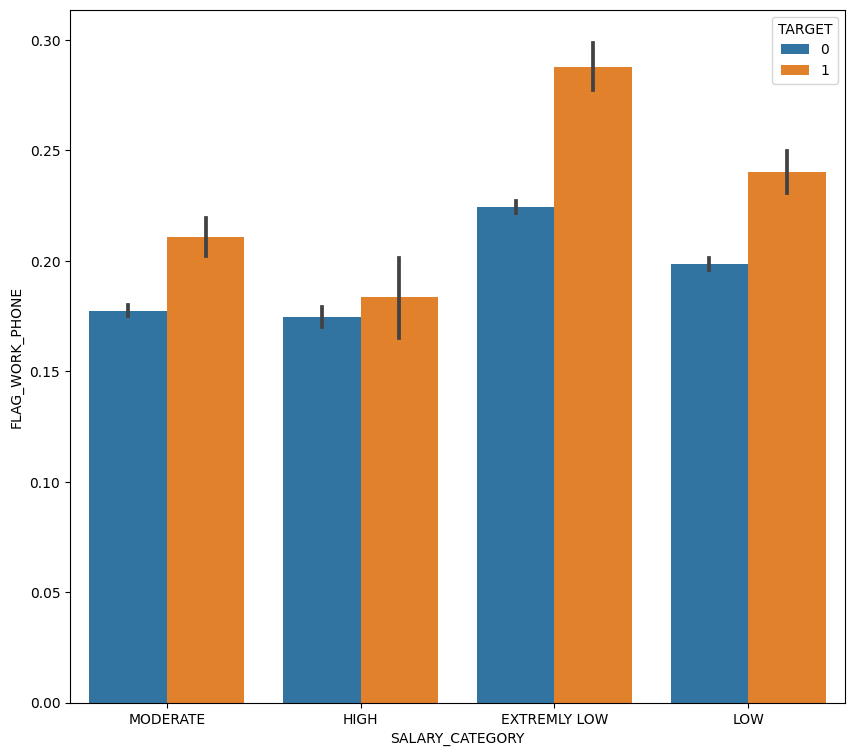 TARGET
0
1
0.30
0.25
0.20
0.15
0.10
0.05
0.00
FLAG_WORK_PHONE
MODERATE HIGH EXTREMLY LOW LOW
SALARY_CATEGORY